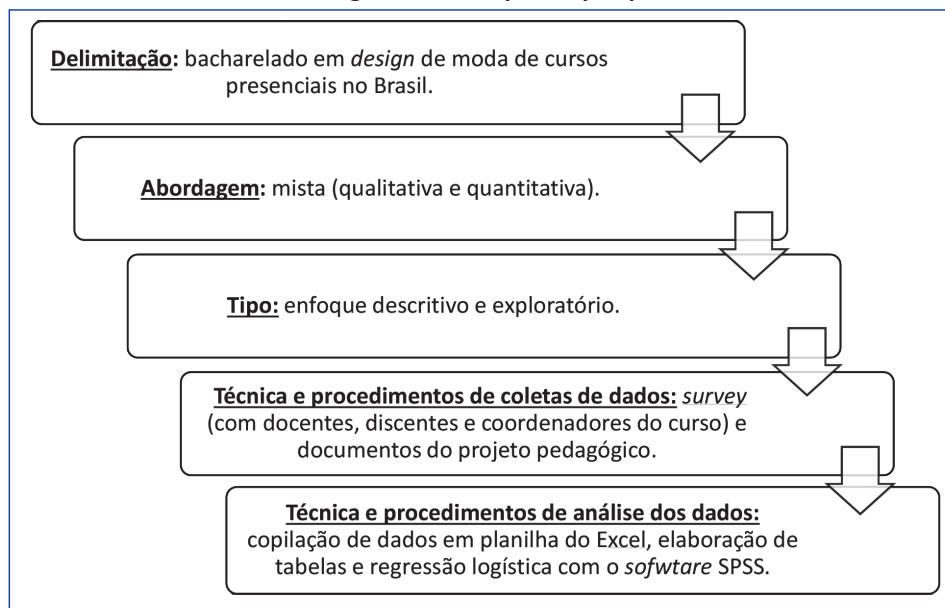 Delimitação: bacharelado em design de moda de cursos
presenciais no Brasil.
Abordagem: mista (qualitativa e quantitativa).
Tipo: enfoque descritivo e exploratório.
Técnica e procedimentos de coletas de dados: survey
(com docentes, discentes e coordenadores do curso) e
documentos do projeto pedagógico.
Técnica e procedimentos de análise dos dados:
copilação de dados em planilha do Excel, elaboração de
tabelas e regressão logística com o sofwtare SPSS.